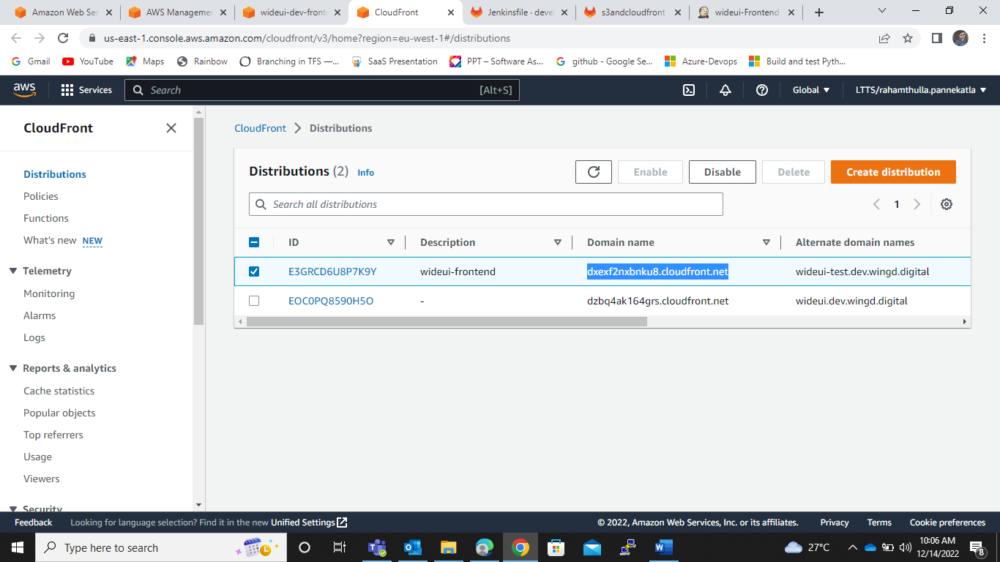 Amazon Web Ser
AWS Managemen
wideui-dev-front
CloudFront
Jenkinsfile · deve
s3andcloudfront
wideui-Frontend
us-east-1.console.aws.amazon.com/cloudfront/v3/home?region=eu-west-1#/distributions
Gmail
YouTube
Maps
Rainbow
Branching in TFS —...
SaaS Presentation
PPT – Software As...
github - Google Se...
Azure-Devops
Build and test Pyth...
aws
Services
Search
[Alt+S]
Global
LTTS/rahamthulla.pannekatla
CloudFront
Distributions
Policies
Functions
What's new NEW
Telemetry
Monitoring
Alarms
Logs
Reports & analytics
Cache statistics
Popular objects
Top referrers
Usage
Viewers
Security
CloudFront > Distributions
Distributions (2) Info
Enable
Disable
Delete
Create distribution
Search all distributions
1
ID Description Domain name Alternate domain names
E3GRCD6U8P7K9Y wideui-frontend dxexf2nxbnku8.cloudfront.net wideui-test.dev.wingd.digital
EOC0PQ8590H5O - dzbq4ak164grs.cloudfront.net wideui.dev.wingd.digital
Feedback
Looking for language selection? Find it in the new Unified Settings
© 2022, Amazon Web Services, Inc. or its affiliates.
Privacy
Terms
Cookie preferences
Type here to search
27°C
10:06 AM
12/14/2022
8